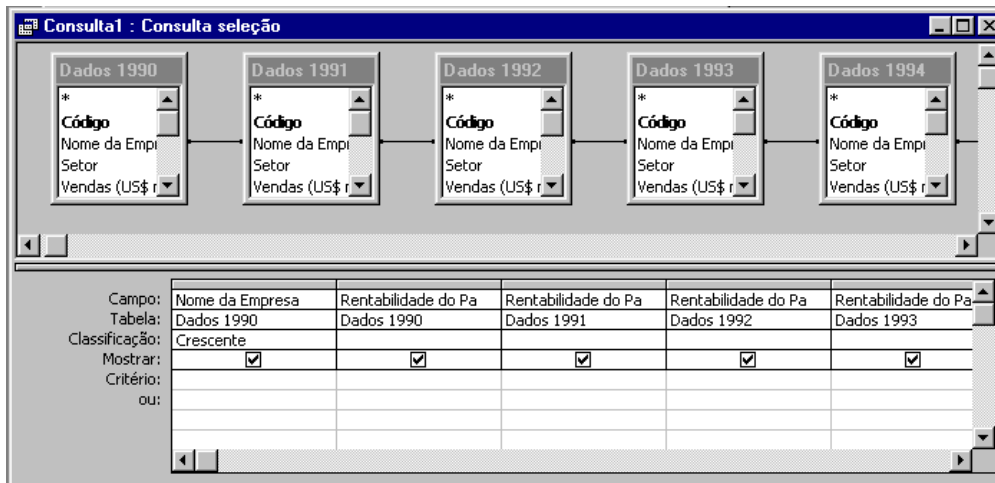 Consulta1 : Consulta seleção
Dados 1990 Dados 1991 Dados 1992 Dados 1993 Dados 1994
* * * * *
Código Código Código Código Código
Nome da Empr Nome da Empr Nome da Empr Nome da Empr Nome da Empr
Setor Setor Setor Setor Setor
Vendas (US$ r Vendas (US$ r Vendas (US$ r Vendas (US$ r Vendas (US$ r
Campo: Nome da Empresa Rentabilidade do Pa Rentabilidade do Pa Rentabilidade do Pa Rentabilidade do Pa
Tabela: Dados 1990 Dados 1990 Dados 1991 Dados 1992 Dados 1993
Classificação: Crescente
Mostrar:
Critério:
ou: